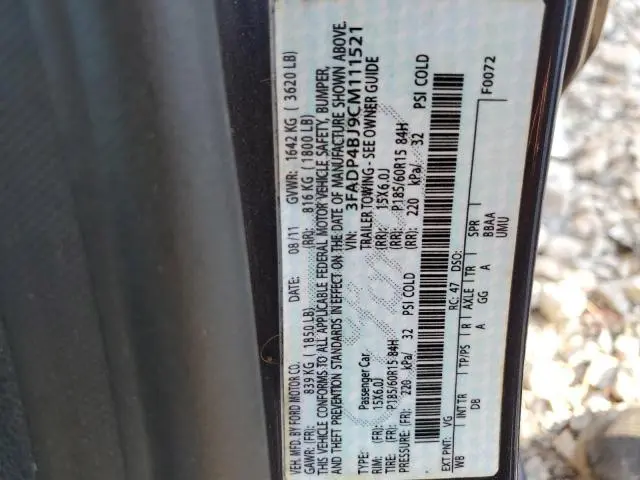 VEH. MFD. BY FORD MOTOR CO. DATE: 08/11 GVWR: 1642 KG ( 3620 LB)
GAWR: (FR): 839 KG ( 1850 LB) (RR): 816 KG ( 1800 LB)
THIS VEHICLE CONFORMS TO ALL APPLICABLE FEDERAL MOTOR VEHICLE SAFETY, BUMPER,
AND THEFT PREVENTION STANDARDS IN EFFECT ON THE DATE OF MANUFACTURE SHOWN ABOVE.
VIN: 3FADP4BJ9CM111521
TYPE: Passenger Car TRAILER TOWING - SEE OWNER GUIDE
RIM: (FR): 15X6.0J (RR): 15X6.0J
TIRE: (FR): P185/60R15 84H (RR): P185/60R15 84H
(FR): 220 kPa/ 32 PSI COLD (RR): 220 kPa/ 32 PSI COLD
EXT PNT: VG RC: 47 DSO: F0072
WB INT TR TP/PS R AXLE TR SPR
DB A GG A BBAA
UMU